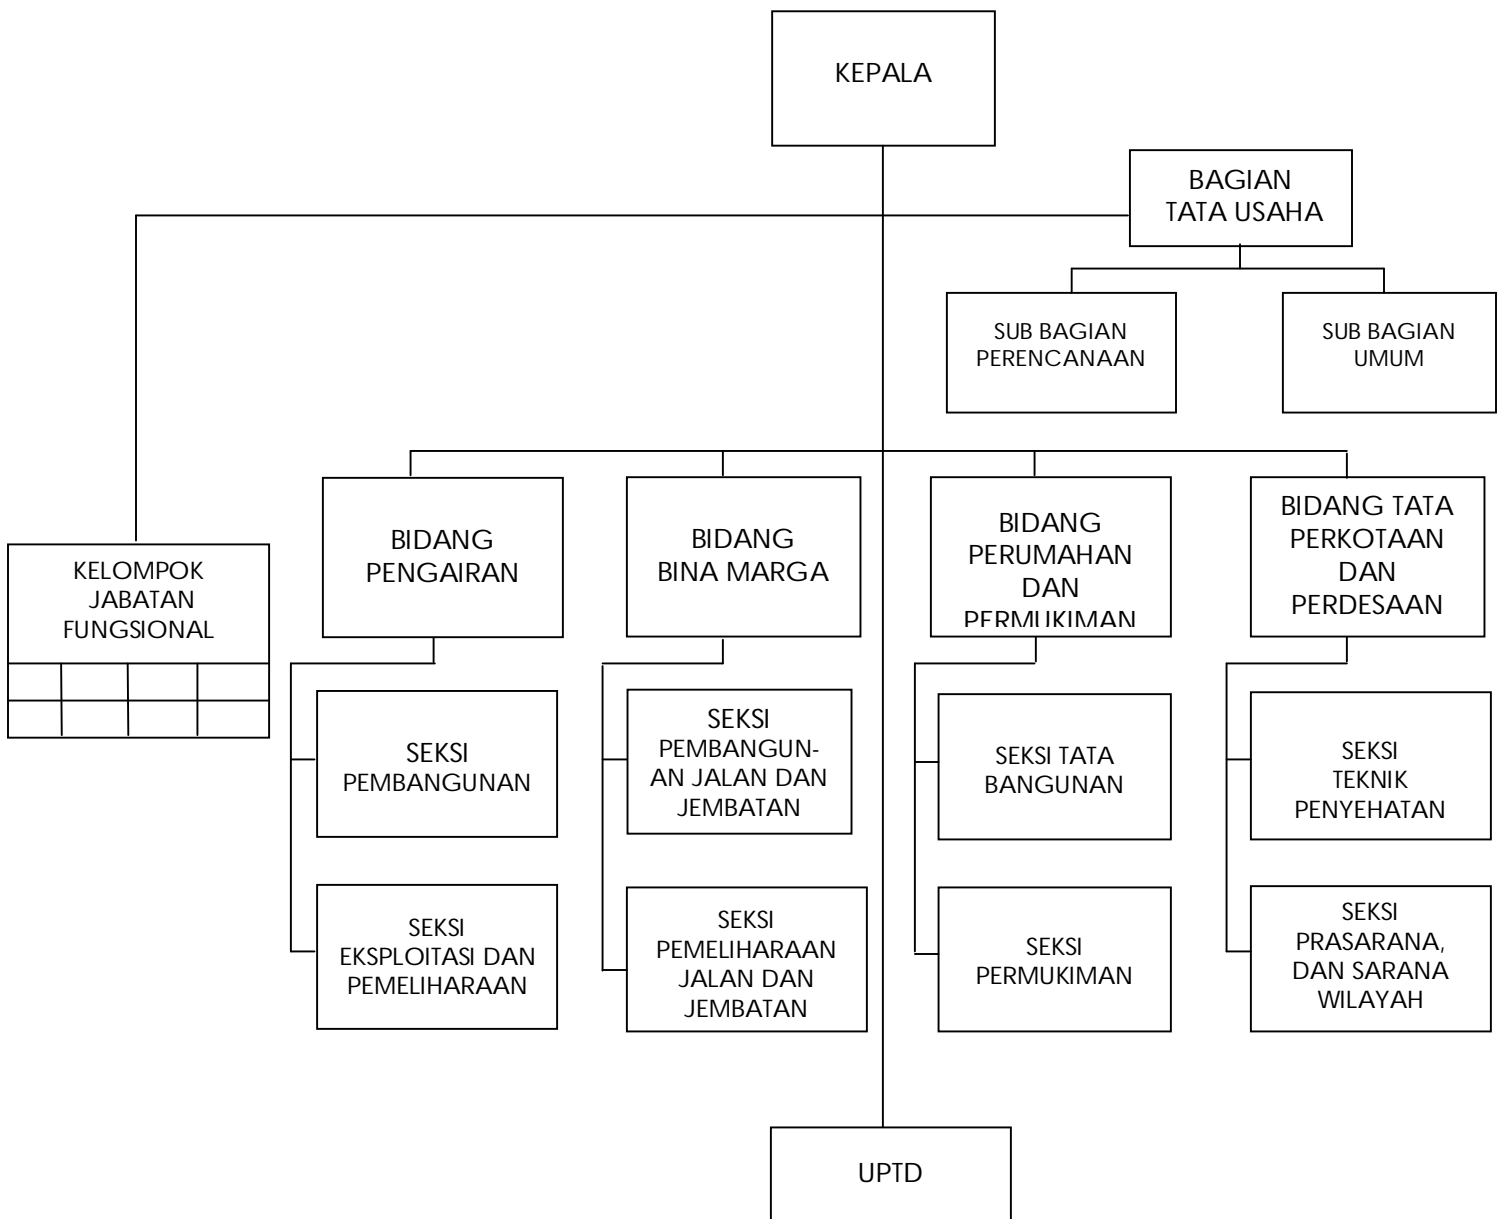 KEPALA
BAGIAN
TATA USAHA
SUB BAGIAN
PERENCANAAN
SUB BAGIAN
UMUM
KELOMPOK
JABATAN
FUNGSIONAL
BIDANG
PENGAIRAN
BIDANG
BINA MARGA
BIDANG
PERUMAHAN
DAN
PERMUKIMAN
BIDANG TATA
PERKOTAAN
DAN
PERDESAAN
SEKSI
PEMBANGUNAN
SEKSI
PEMBANGUN-
AN JALAN DAN
JEMBATAN
SEKSI TATA
BANGUNAN
SEKSI
TEKNIK
PENYEHATAN
SEKSI
EKSPLOITASI DAN
PEMELIHARAAN
SEKSI
PEMELIHARAAN
JALAN DAN
JEMBATAN
SEKSI
PERMUKIMAN
SEKSI
PRASARANA,
DAN SARANA
WILAYAH
UPTD